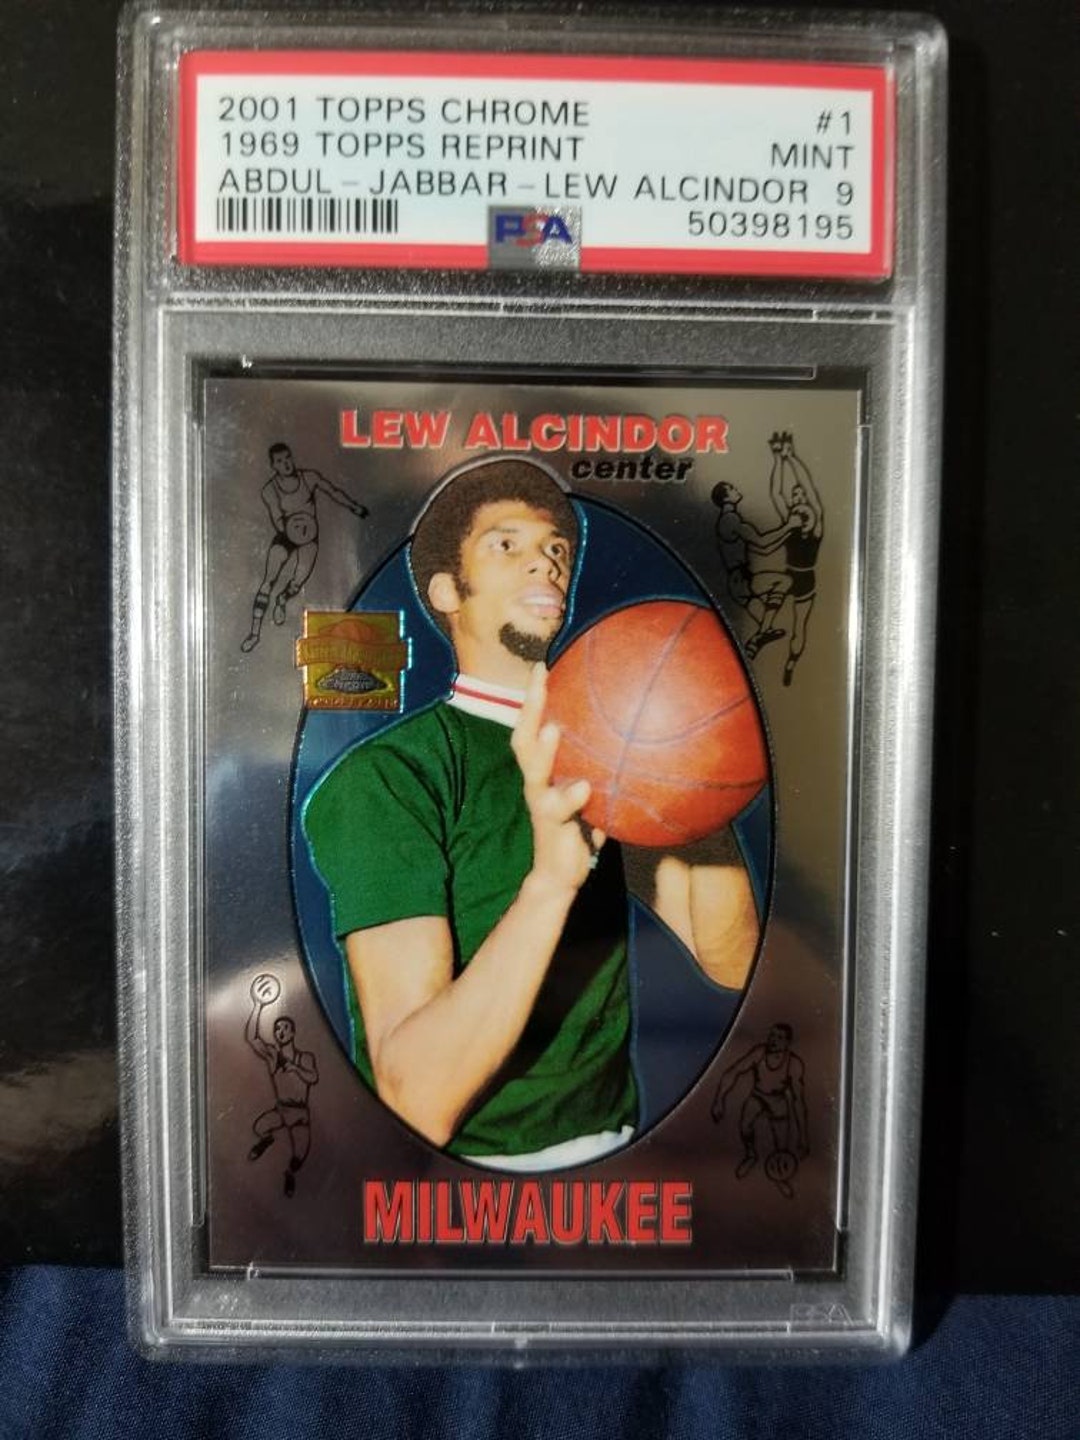 2001 TOPPS CHROME #1
1969 TOPPS REPRINT MINT
ABDUL-JABBAR-LEW ALCINDOR 9
PSA 50398195
LEW ALCINDOR
center
MILWAUKEE
PSA